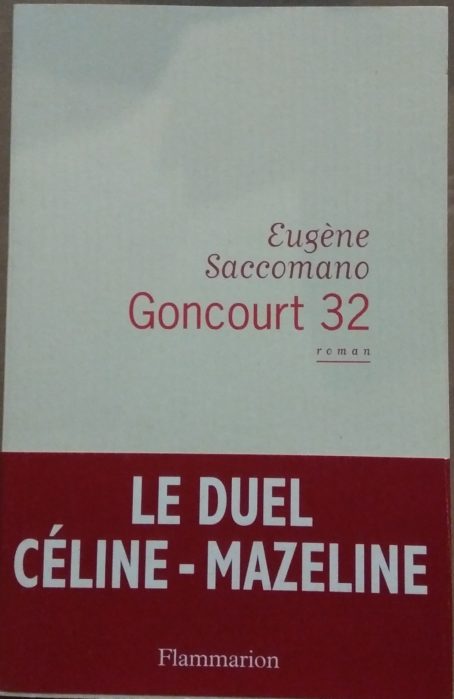 Eugène
Saccomano
Goncourt 32
roman
LE DUEL
CÉLINE - MAZELINE
Flammarion